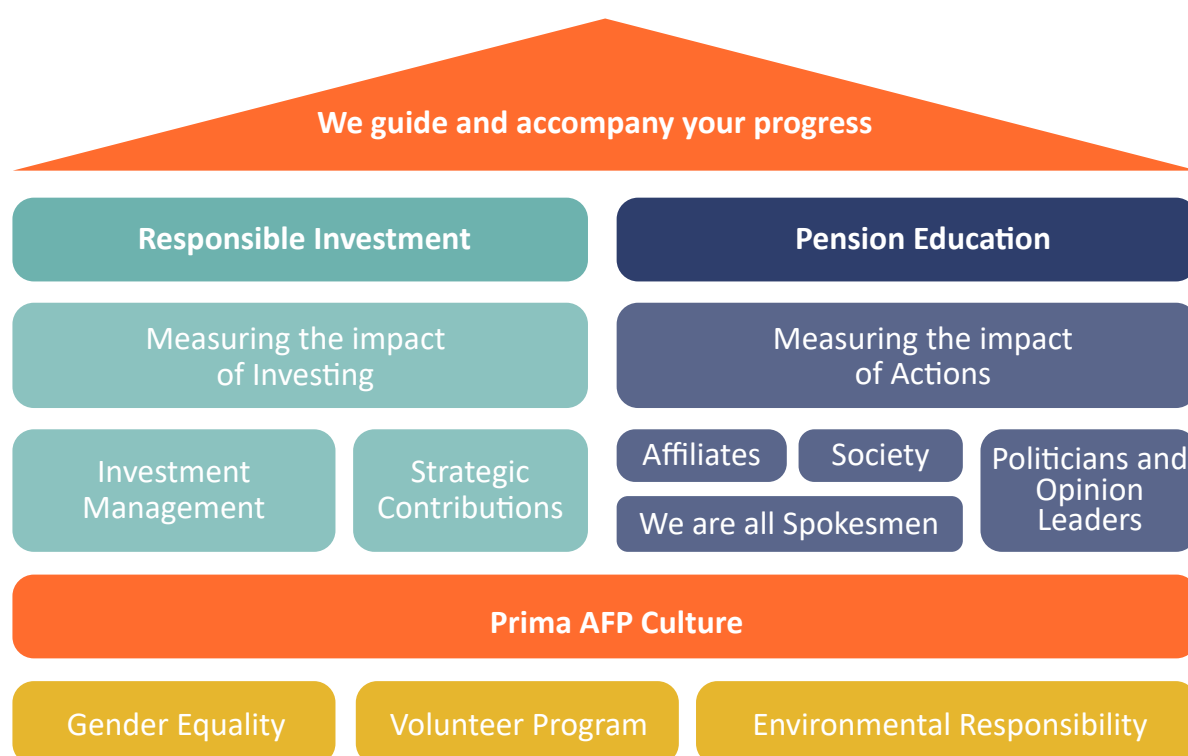 We guide and accompany your progress
Responsible Investment
Pension Education
Measuring the impact
of Investing
Measuring the impact
of Actions
Investment
Management
Strategic
Contributions
Affiliates
Society
We are all Spokesmen
Politicians and
Opinion
Leaders
Prima AFP Culture
Gender Equality
Volunteer Program
Environmental Responsibility